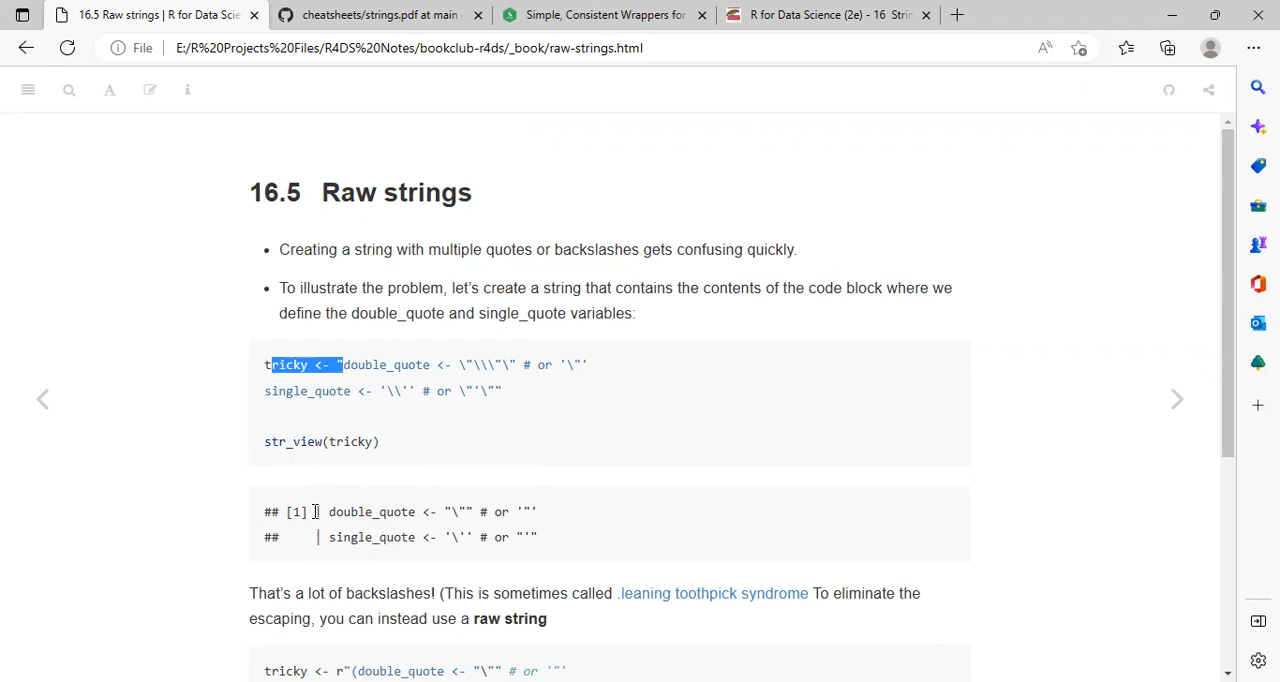 16.5 Raw strings | R for Data Scie
cheatsheets/strings.pdf at main ·
Simple, Consistent Wrappers for
R for Data Science (2e) - 16 Strin
File
E:/R%20Projects%20Files/R4DS%20Notes/bookclub-r4ds/_book/raw-strings.html
16.5 Raw strings
• Creating a string with multiple quotes or backslashes gets confusing quickly.
• To illustrate the problem, let's create a string that contains the contents of the code block where we
define the double_quote and single_quote variables:
tricky <- "double_quote <- \"\\\"\" # or '\"'
single_quote <- '\\'' # or \"'\""
str_view(tricky)
## [1] | double_quote <- "\"" # or '"'
## | single_quote <- '\'' # or "'"
That's a lot of backslashes! (This is sometimes called .leaning toothpick syndrome To eliminate the
escaping, you can instead use a raw string
tricky <- r"(double_quote <- "\"" # or '"'